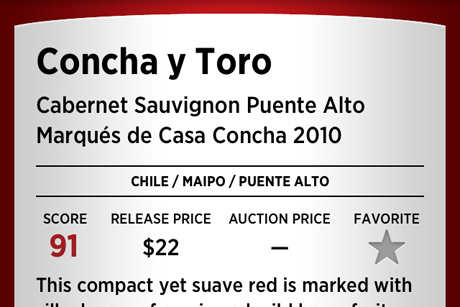 Concha y Toro
Cabernet Sauvignon Puente Alto
Marqués de Casa Concha 2010
CHILE / MAIPO / PUENTE ALTO
SCORE RELEASE PRICE AUCTION PRICE FAVORITE
91 $22 —
This compact yet suave red is marked with